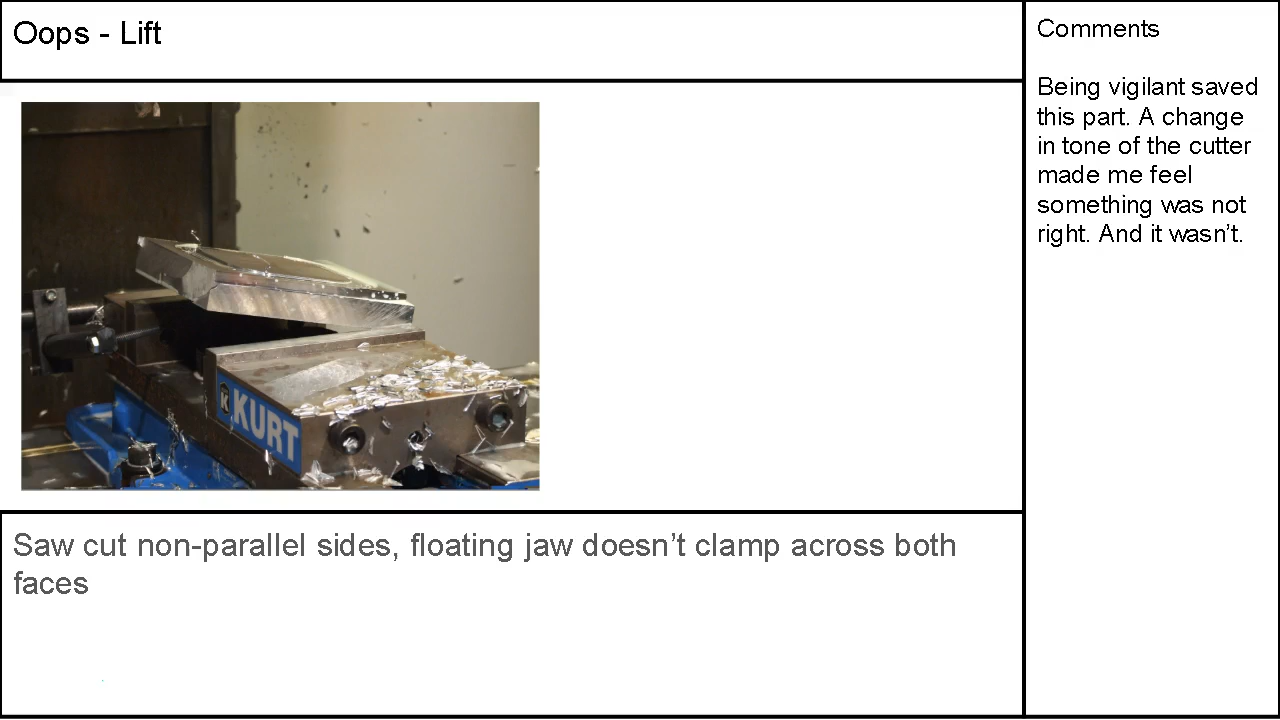 Oops - Lift
K KURT
Saw cut non-parallel sides, floating jaw doesn’t clamp across both
faces
Comments
Being vigilant saved
this part. A change
in tone of the cutter
made me feel
something was not
right. And it wasn’t.